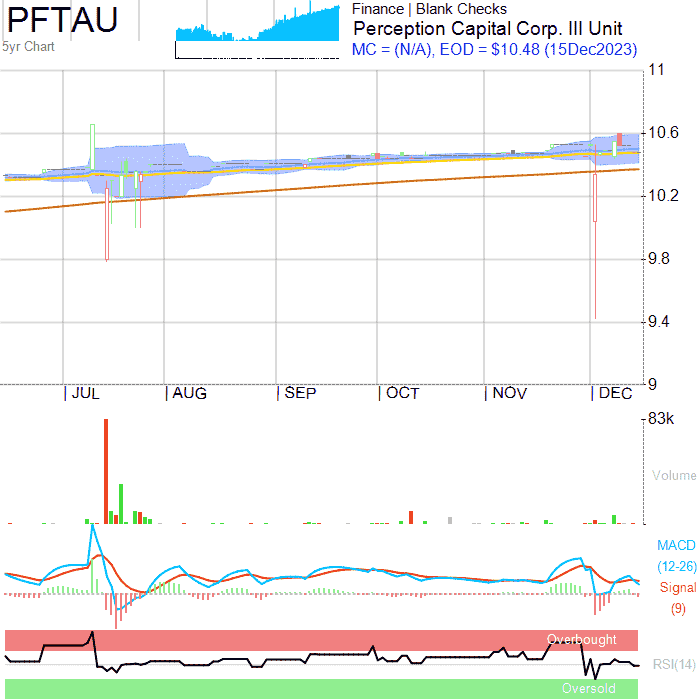 PFTAU
5yr Chart
Finance | Blank Checks
Perception Capital Corp. III Unit
MC = (N/A), EOD = $10.48 (15Dec2023)
11
10.6
10.2
9.8
9.4
9
JUL AUG SEP OCT NOV DEC
83k
Volume
MACD
(12-26)
Signal
(9)
Overbought
RSI(14)
Oversold